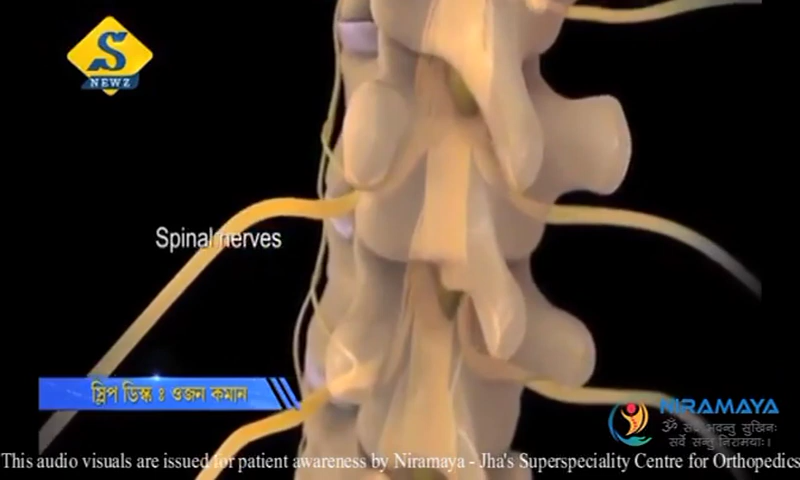 S
NEWZ
Spinal nerves
স্লিপ ডিস্ক ঃ ওজন কমান
NIRAMAYA
ॐ सर्वे भवन्तु सुखिनः
सर्वे सन्तु निरामयाः।
This audio visuals are issued for patient awareness by Niramaya - Jha's Superspeciality Centre for Orthopedics